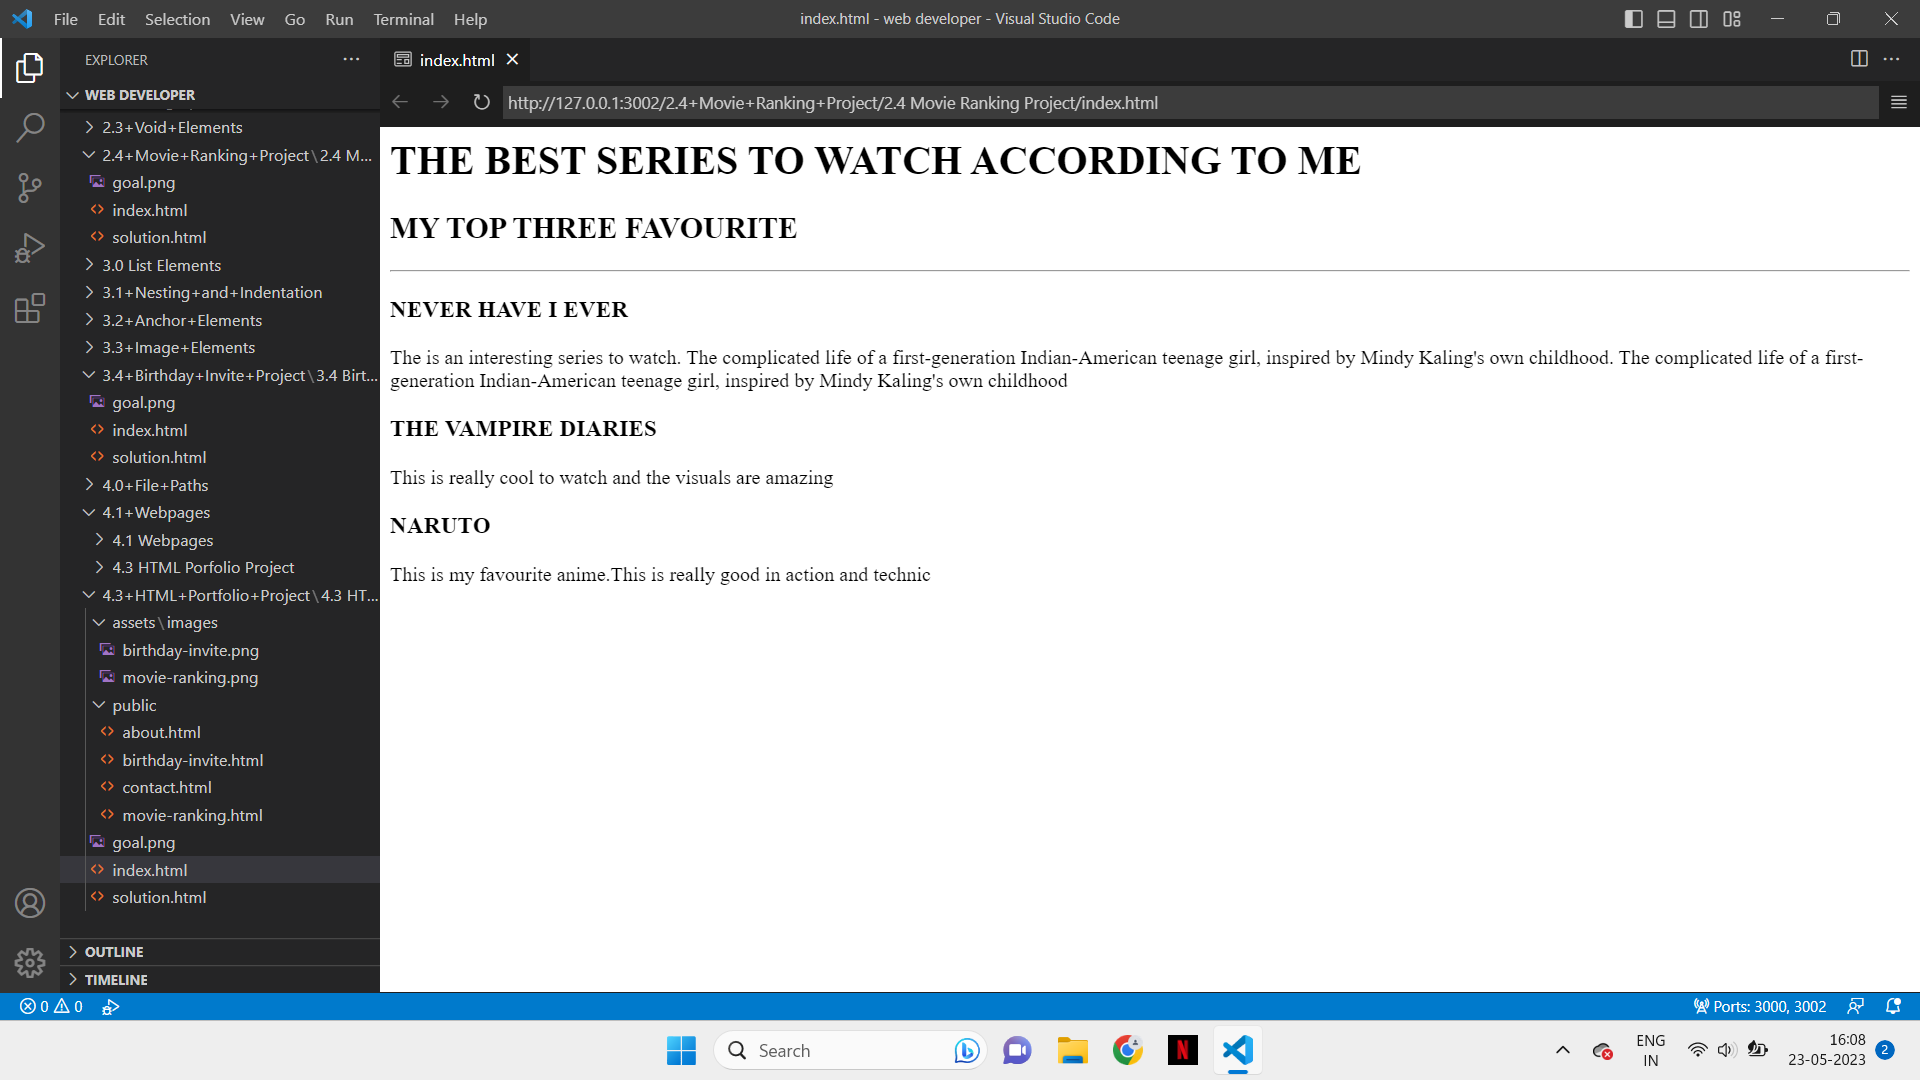 File Edit Selection View Go Run Terminal Help
index.html - web developer - Visual Studio Code
EXPLORER
WEB DEVELOPER
2.3+Void+Elements
2.4+Movie+Ranking+Project\2.4 M...
goal.png
index.html
solution.html
3.0 List Elements
3.1+Nesting+and+Indentation
3.2+Anchor+Elements
3.3+Image+Elements
3.4+Birthday+Invite+Project\3.4 Birt...
goal.png
index.html
solution.html
4.0+File+Paths
4.1+Webpages
4.1 Webpages
4.3 HTML Porfolio Project
4.3+HTML+Portfolio+Project\4.3 HT...
assets\images
birthday-invite.png
movie-ranking.png
public
about.html
birthday-invite.html
contact.html
movie-ranking.html
goal.png
index.html
solution.html
OUTLINE
TIMELINE
index.html
http://127.0.0.1:3002/2.4+Movie+Ranking+Project/2.4 Movie Ranking Project/index.html
THE BEST SERIES TO WATCH ACCORDING TO ME
MY TOP THREE FAVOURITE
NEVER HAVE I EVER
The is an interesting series to watch. The complicated life of a first-generation Indian-American teenage girl, inspired by Mindy Kaling's own childhood. The complicated life of a first-
generation Indian-American teenage girl, inspired by Mindy Kaling's own childhood
THE VAMPIRE DIARIES
This is really cool to watch and the visuals are amazing
NARUTO
This is my favourite anime.This is really good in action and technic
0 0
Ports: 3000, 3002
Search
ENG
IN
16:08
23-05-2023
2